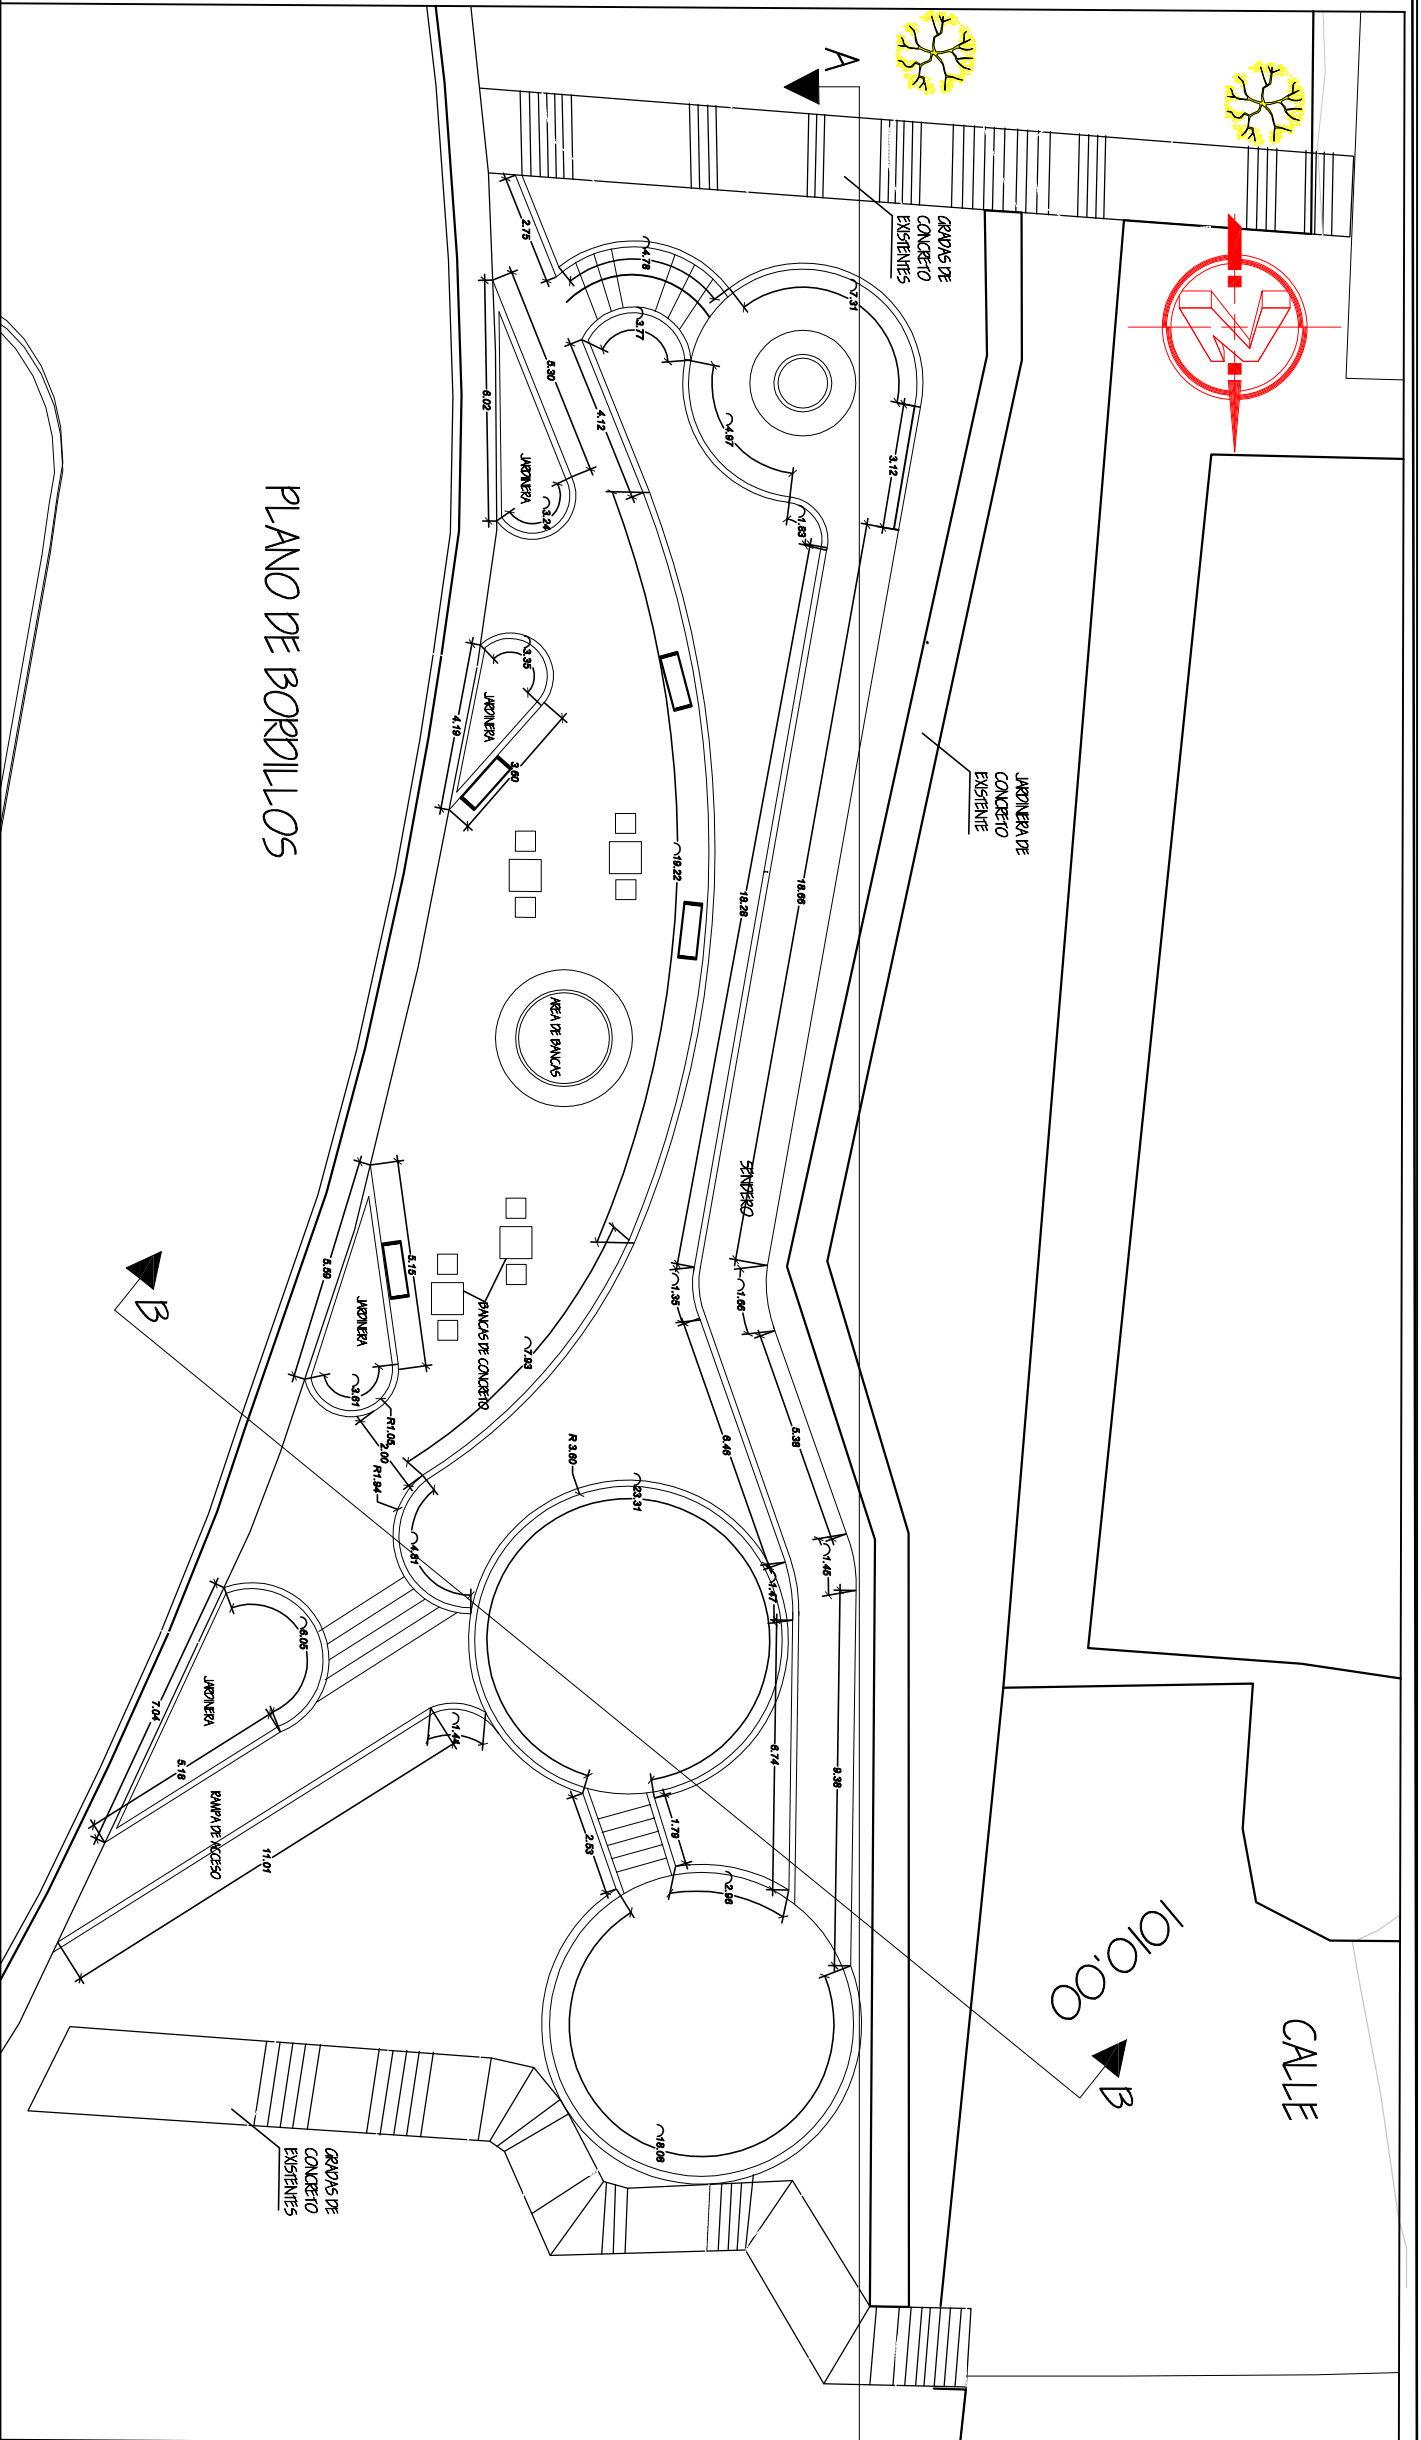 PLANO DE BORDILLOS
A
GRADAS DE
CONCRETO
EXISTENTES
N
2.75
4.78
7.31
3.77
5.30
6.02
4.12
4.97
3.12
JARDINERA
3.24
1.83
3.35
JARDINERA
4.19
3.60
JARDINERA DE
CONCRETO
EXISTENTE
19.22
18.28
18.66
AREA DE BANCAS
SENDERO
5.15
5.59
JARDINERA
3.61
BANCAS DE CONCRETO
7.93
1.35
1.66
R1.05
2.00
R1.94
R 3.60
6.46
5.38
23.31
4.81
1.47
1.45
B
6.05
JARDINERA
7.04
5.18
1.44
RAMPA DE ACCESO
11.01
6.74
9.36
1.79
2.53
2.96
18.08
1010.00
CALLE
B
GRADAS DE
CONCRETO
EXISTENTES